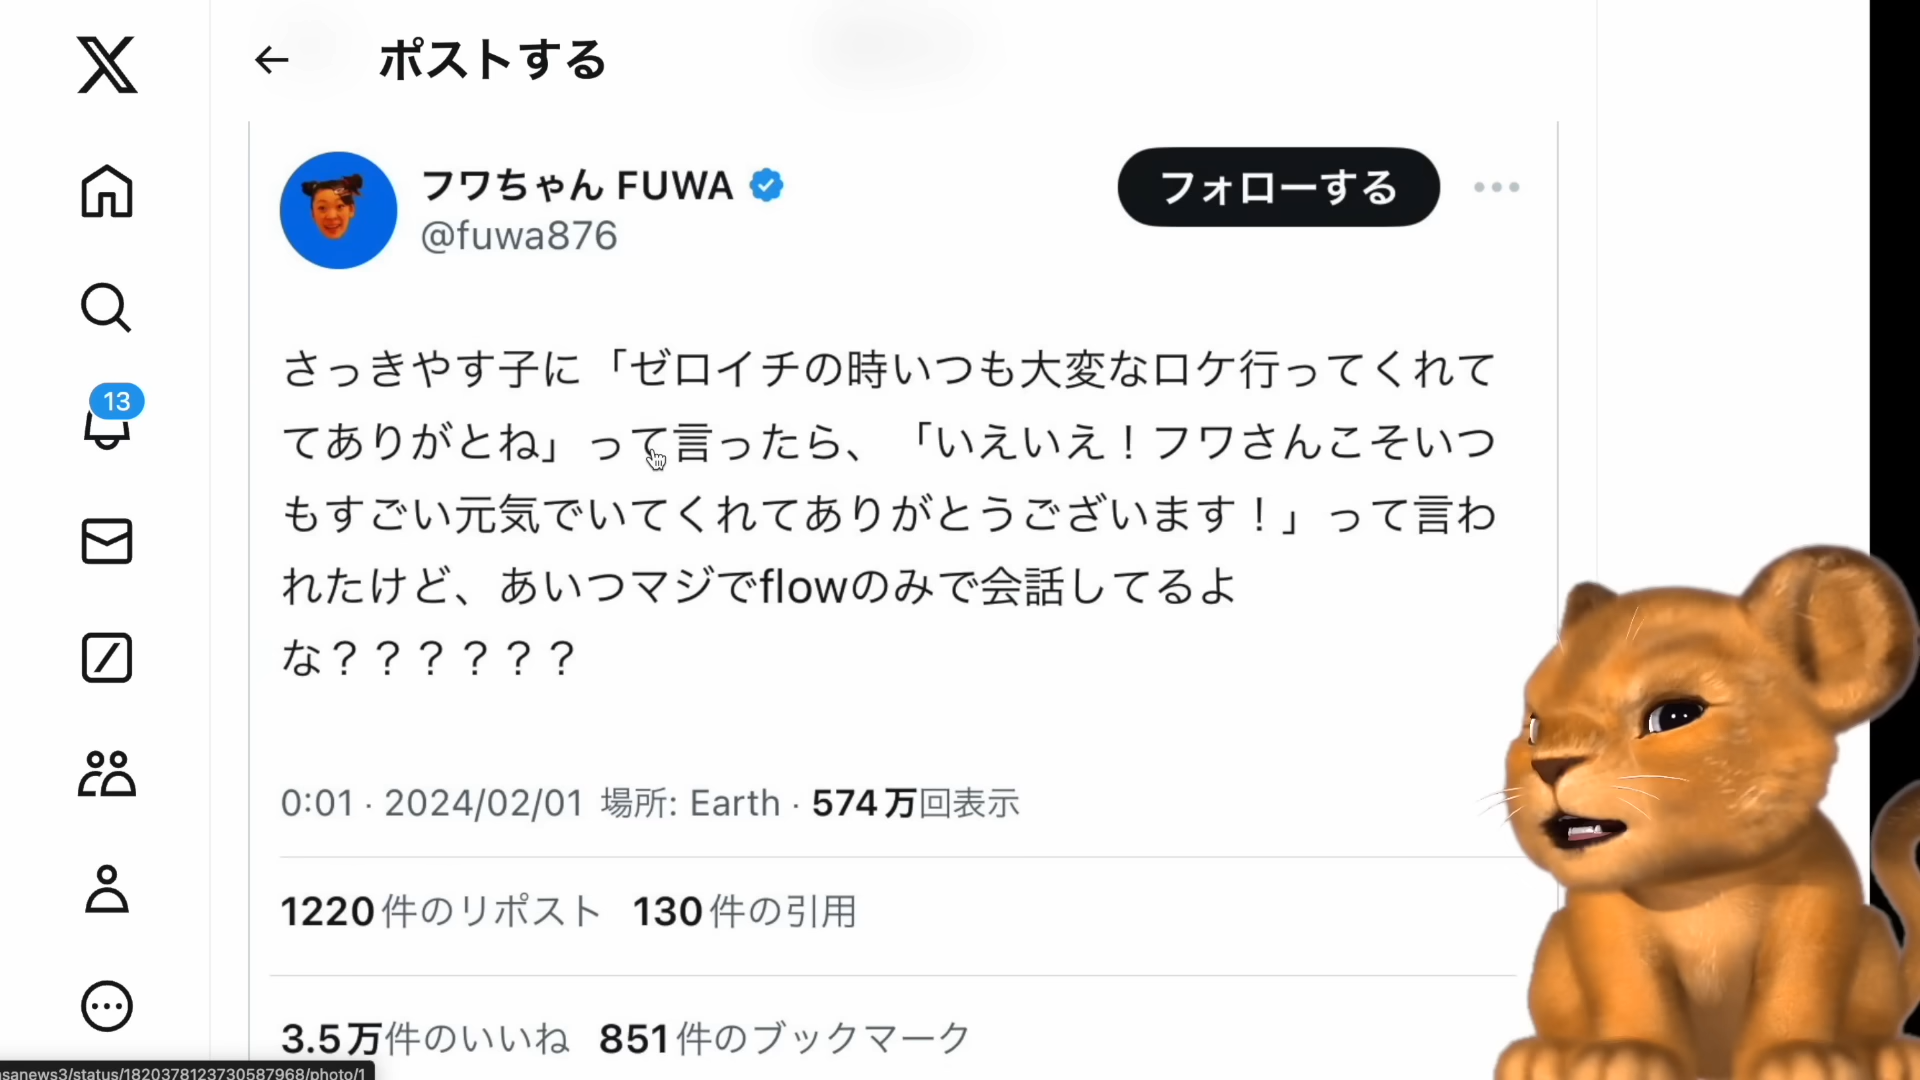 ポストする
フワちゃん FUWA
フォローする
@fuwa876
13
さっきやす子に「ゼロイチの時いつも大変なロケ行ってくれて
てありがとね」って言ったら、「いえいえ！フワさんこそいつ
もすごい元気でいてくれてありがとうございます！」って言わ
れたけど、あいつマジでflowのみで会話してるよ
な？？？？？？
0:01 · 2024/02/01 場所: Earth · 574万回表示
1220件のリポスト 130件の引用
3.5万件のいいね 851件のブックマーク
sanews3/status/1820378123730587968/photo/1